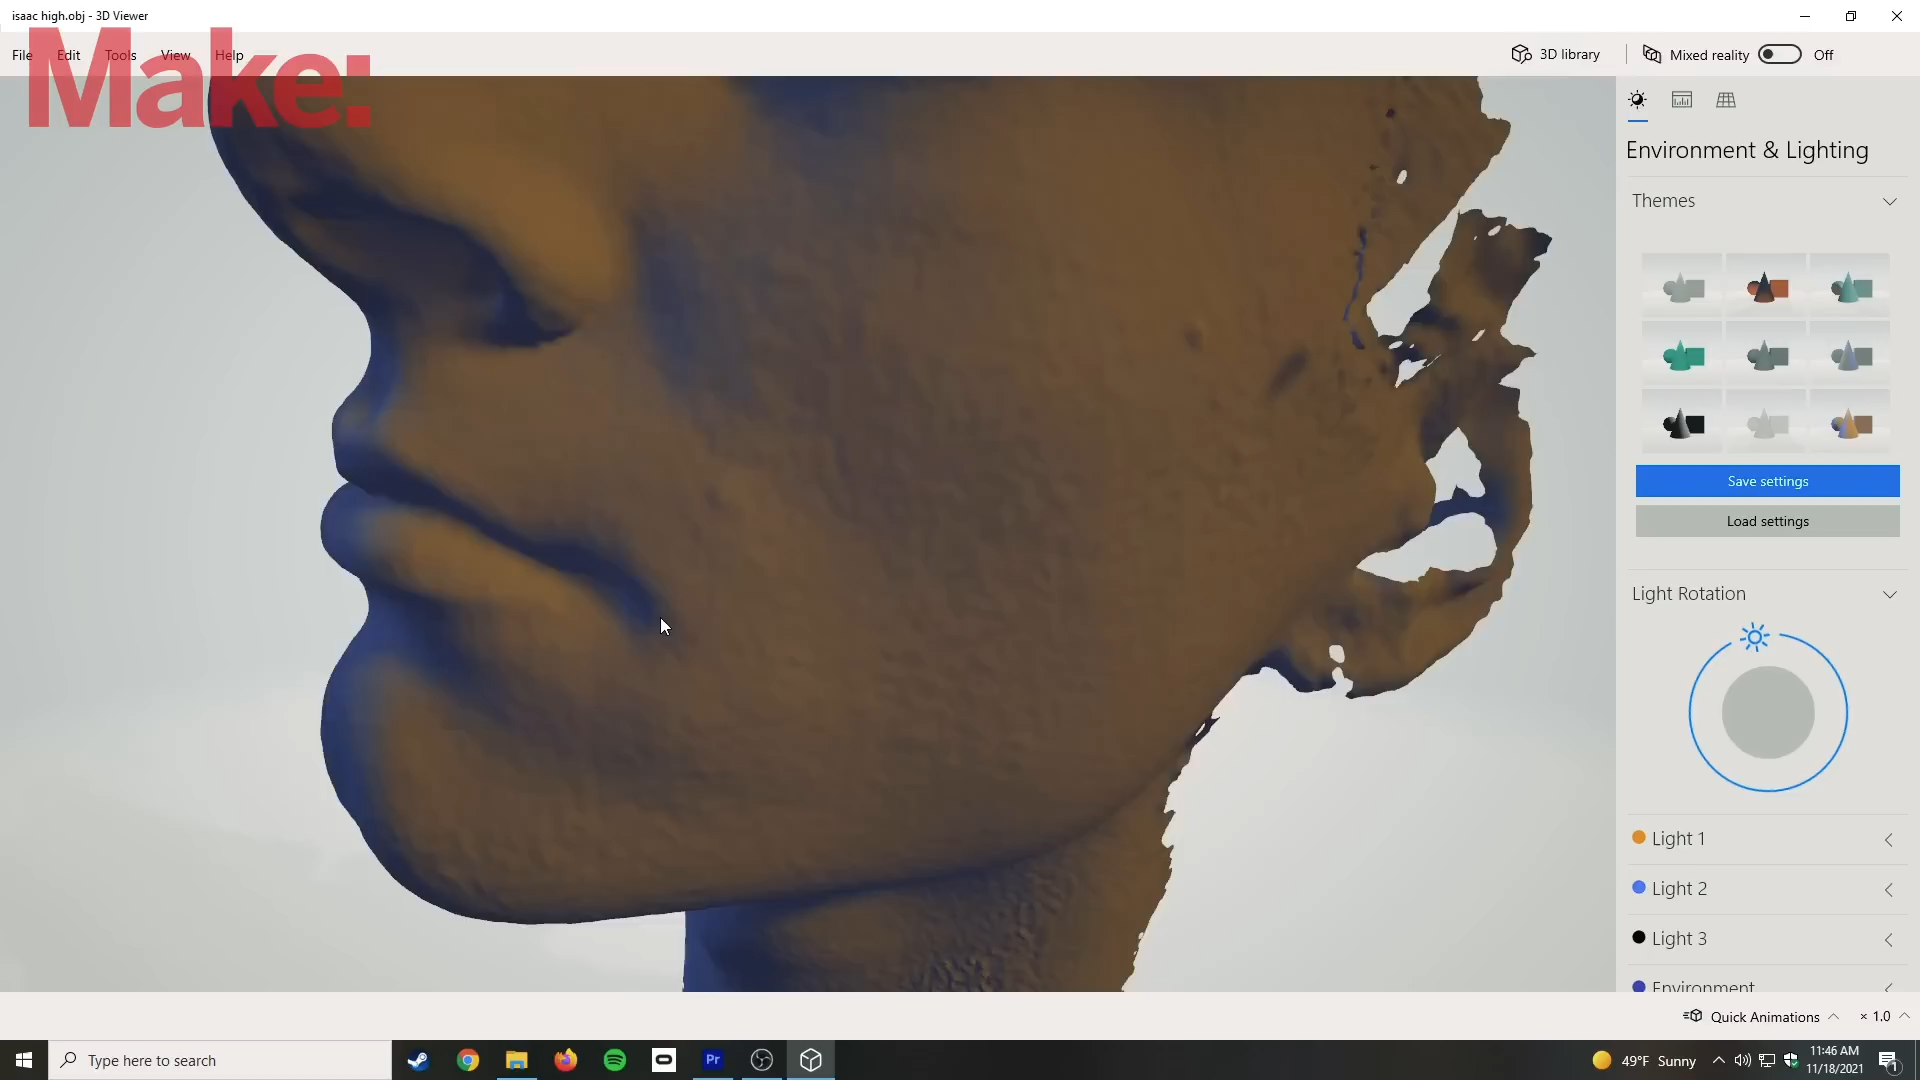 isaac high.obj - 3D Viewer
Make:
File Edit Tools View Help
3D library
Mixed reality Off
Environment & Lighting
Themes
Save settings
Load settings
Light Rotation
Light 1
Light 2
Light 3
Environment
Quick Animations × 1.0
Type here to search
Pr
49°F Sunny
11:46 AM
11/18/2021
1